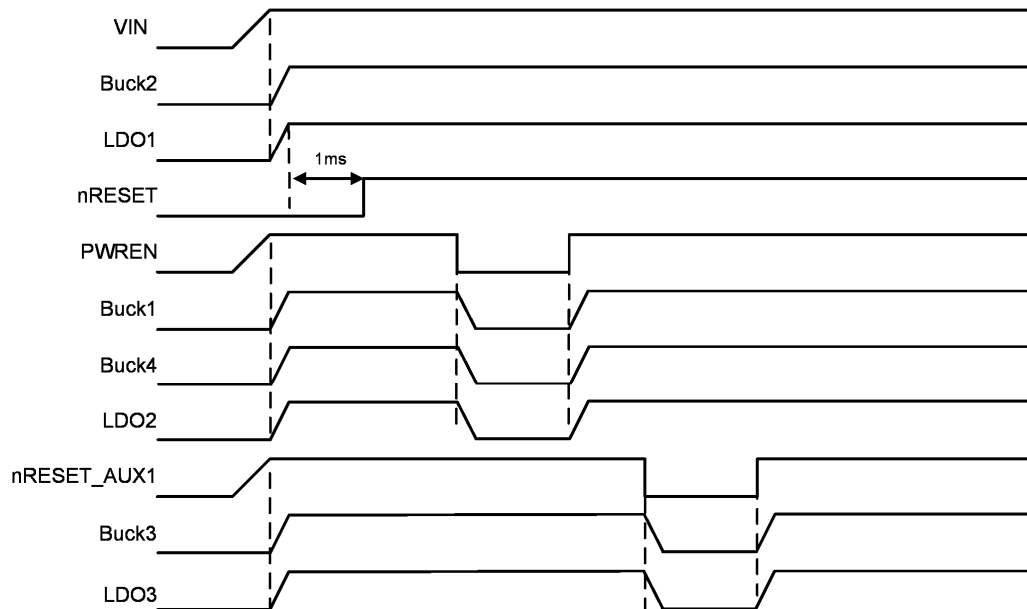 VIN
Buck2
LDO1
1ms
nRESET
PWREN
Buck1
Buck4
LDO2
nRESET_AUX1
Buck3
LDO3